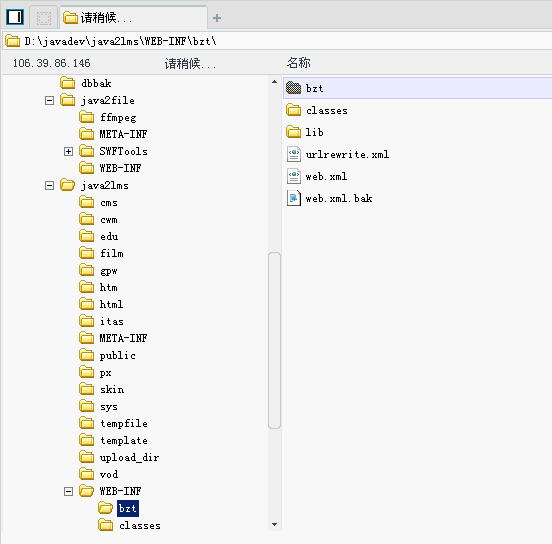 请稍候...
D:\javadev\java2lms\WEB-INF\bzt\
106.39.86.146 请稍候... 名称
dbbak
java2file
ffmpeg
META-INF
SWFTools
WEB-INF
java2lms
cms
cwm
edu
film
gpw
htm
html
itas
META-INF
public
px
skin
sys
tempfile
template
upload_dir
vod
WEB-INF
bzt
classes
bzt
classes
lib
urlrewrite.xml
web.xml
web.xml.bak